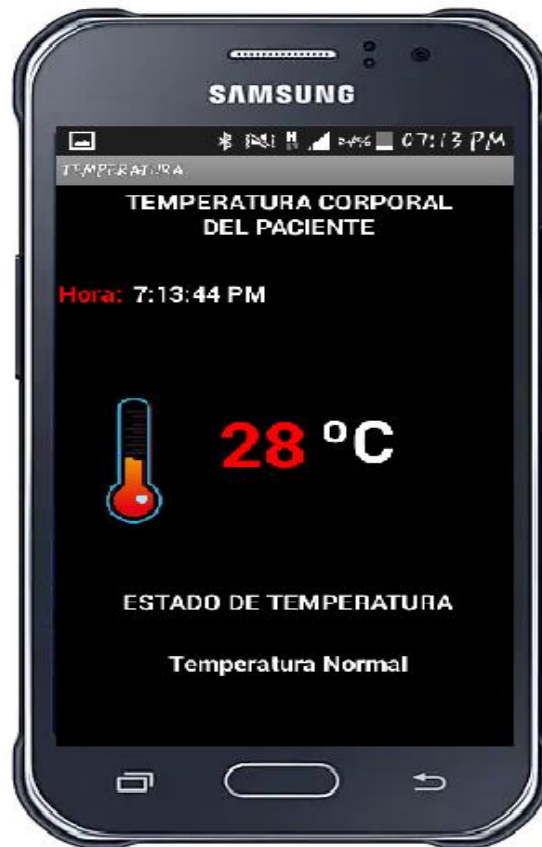 SAMSUNG
07:13 PM
TEMPERATURA
TEMPERATURA CORPORAL
DEL PACIENTE
Hora: 7:13:44 PM
28 ºC
ESTADO DE TEMPERATURA
Temperatura Normal